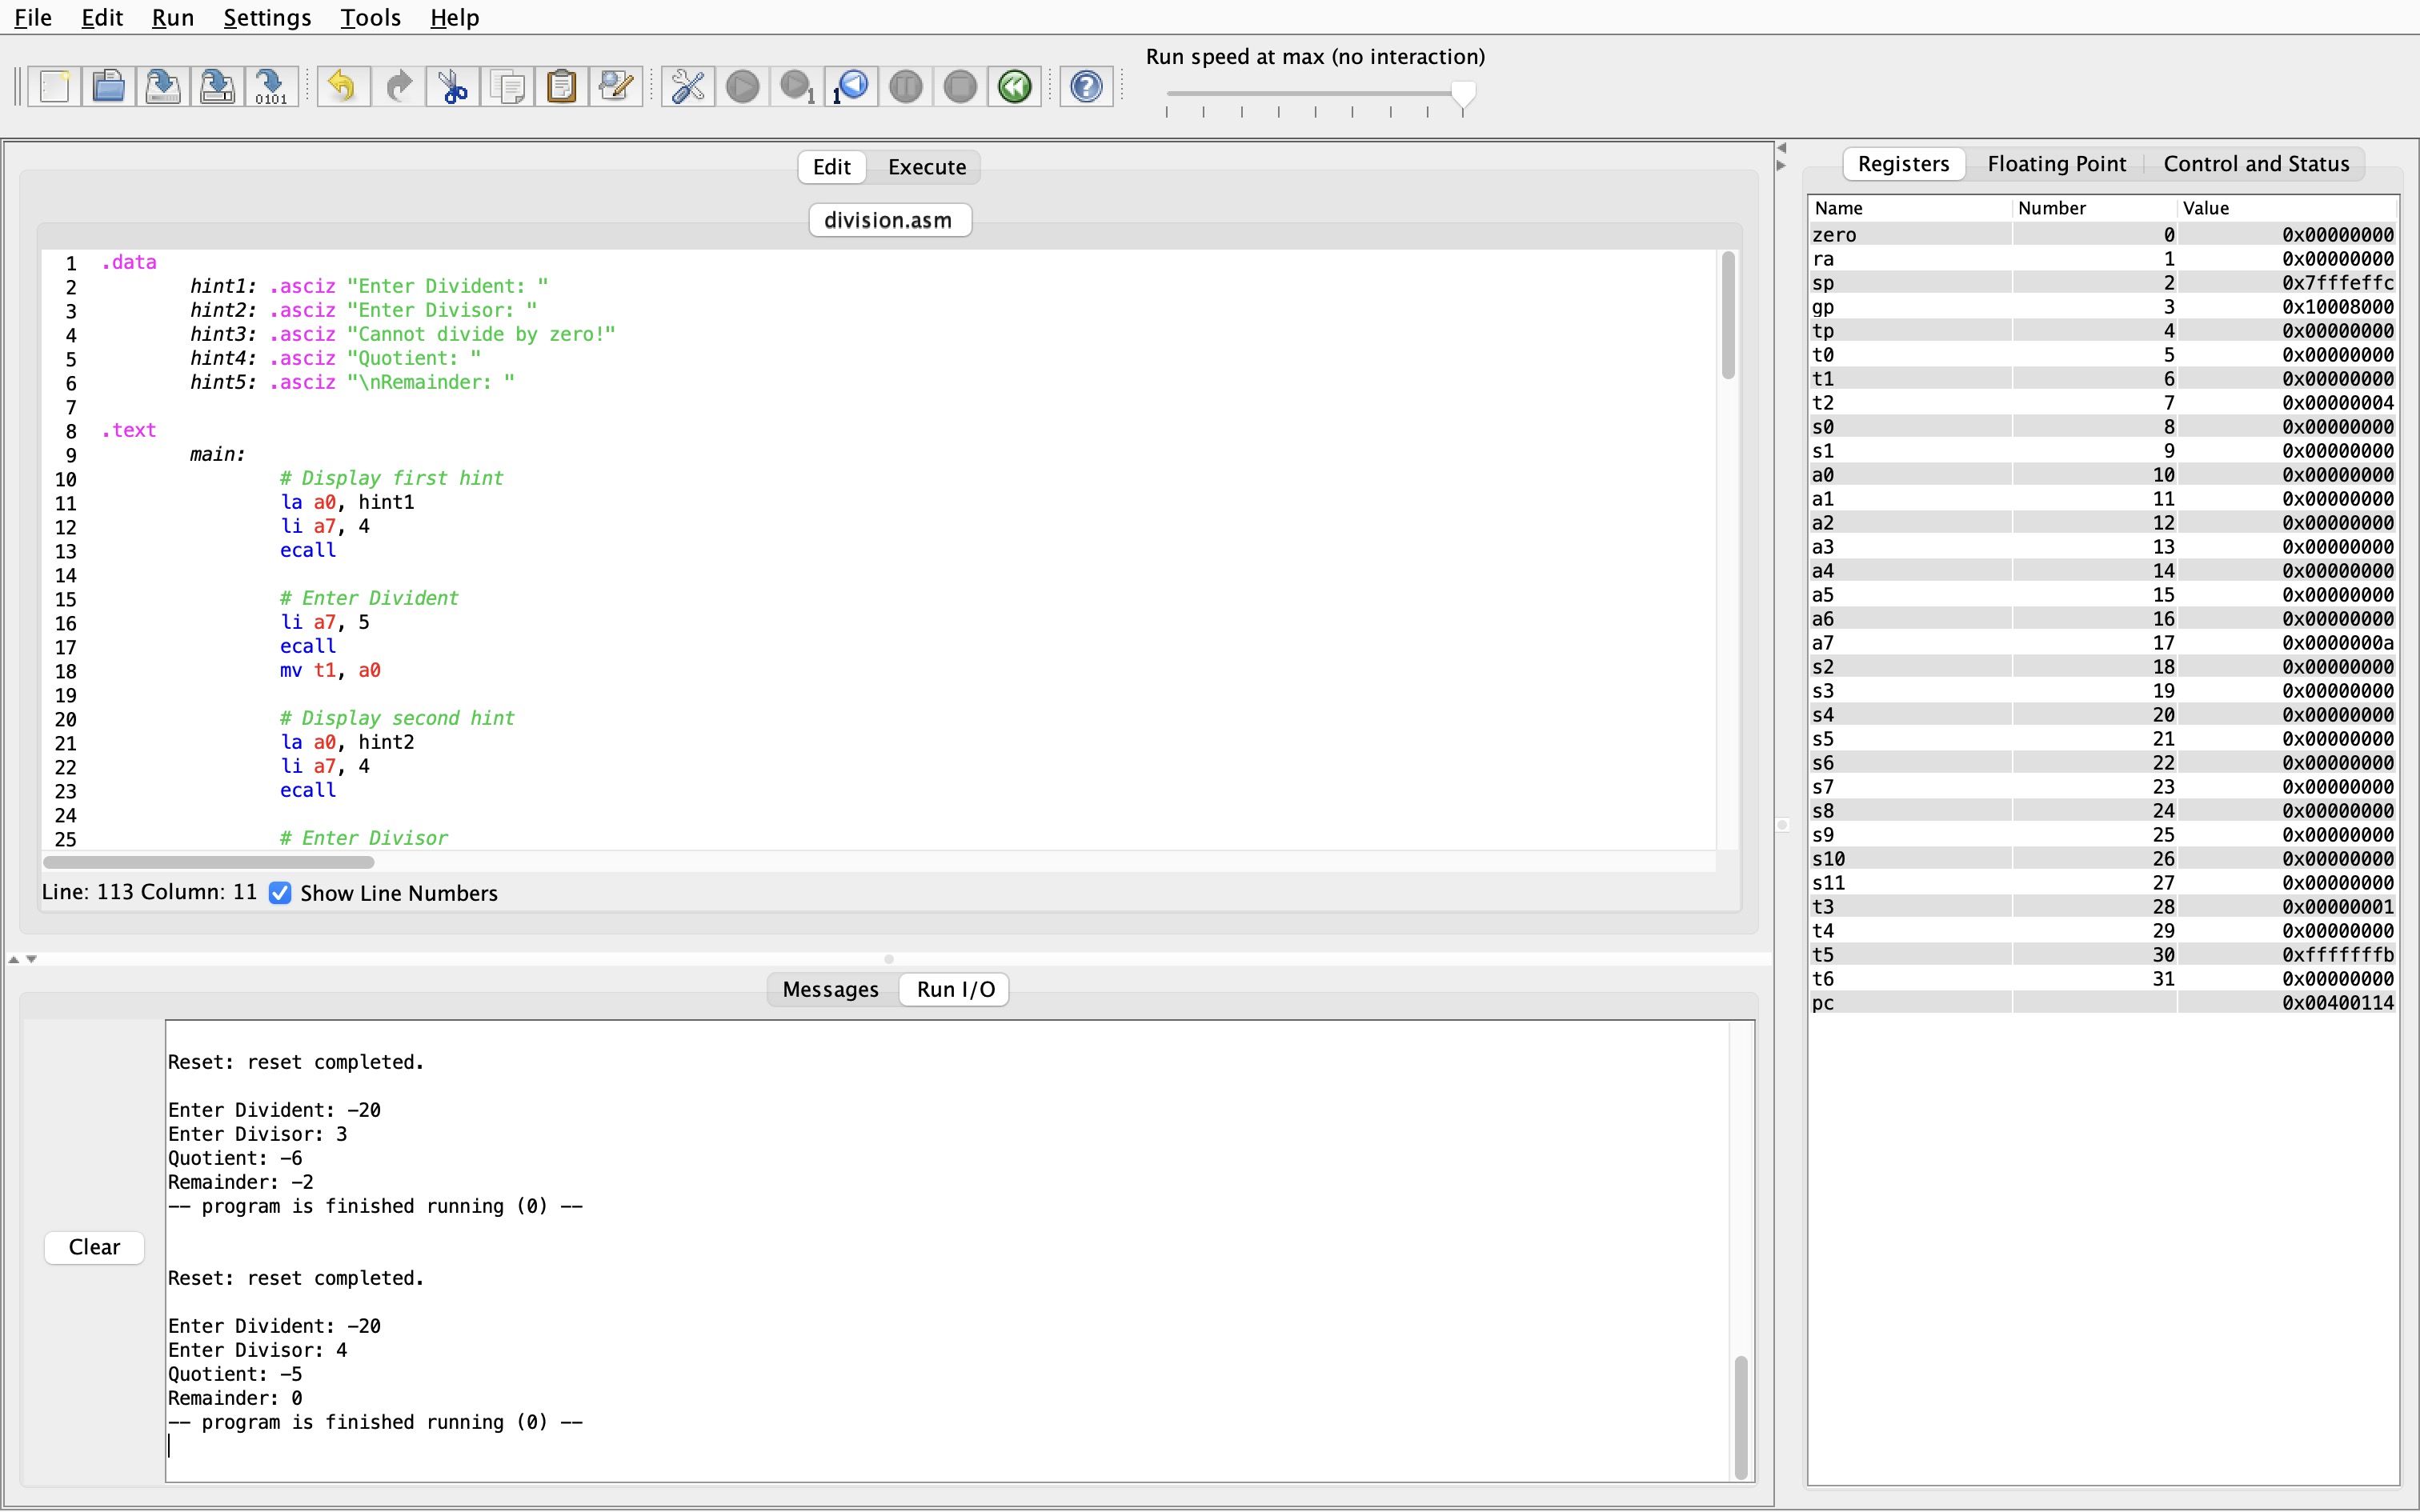 File Edit Run Settings Tools Help
Run speed at max (no interaction)
0101
1
1
Edit Execute
division.asm
1 .data
2 hint1: .asciz "Enter Divident: "
3 hint2: .asciz "Enter Divisor: "
4 hint3: .asciz "Cannot divide by zero!"
5 hint4: .asciz "Quotient: "
6 hint5: .asciz "\nRemainder: "
7
8 .text
9 main:
10 # Display first hint
11 la a0, hint1
12 li a7, 4
13 ecall
14
15 # Enter Divident
16 li a7, 5
17 ecall
18 mv t1, a0
19
20 # Display second hint
21 la a0, hint2
22 li a7, 4
23 ecall
24
25 # Enter Divisor
Line: 113 Column: 11 Show Line Numbers
Messages Run I/O
Clear
Reset: reset completed.
Enter Divident: -20
Enter Divisor: 3
Quotient: -6
Remainder: -2
-- program is finished running (0) --
Reset: reset completed.
Enter Divident: -20
Enter Divisor: 4
Quotient: -5
Remainder: 0
-- program is finished running (0) --
Registers Floating Point Control and Status
Name Number Value
zero 0 0x00000000
ra 1 0x00000000
sp 2 0x7fffeffc
gp 3 0x10008000
tp 4 0x00000000
t0 5 0x00000000
t1 6 0x00000000
t2 7 0x00000004
s0 8 0x00000000
s1 9 0x00000000
a0 10 0x00000000
a1 11 0x00000000
a2 12 0x00000000
a3 13 0x00000000
a4 14 0x00000000
a5 15 0x00000000
a6 16 0x00000000
a7 17 0x0000000a
s2 18 0x00000000
s3 19 0x00000000
s4 20 0x00000000
s5 21 0x00000000
s6 22 0x00000000
s7 23 0x00000000
s8 24 0x00000000
s9 25 0x00000000
s10 26 0x00000000
s11 27 0x00000000
t3 28 0x00000001
t4 29 0x00000000
t5 30 0xfffffffb
t6 31 0x00000000
pc 0x00400114